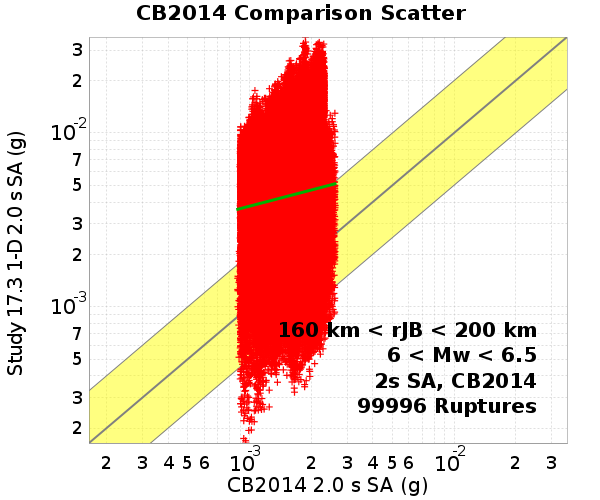 CB2014 Comparison Scatter
Study 17.3 1-D 2.0 s SA (g)
3
2
10-2
7
5
3
2
10-3
7
5
3
2
160 km < rJB < 200 km
6 < Mw < 6.5
2s SA, CB2014
99996 Ruptures
2 3 4 5 6 10-3 2 3 4 5 6 10-2 2 3
CB2014 2.0 s SA (g)